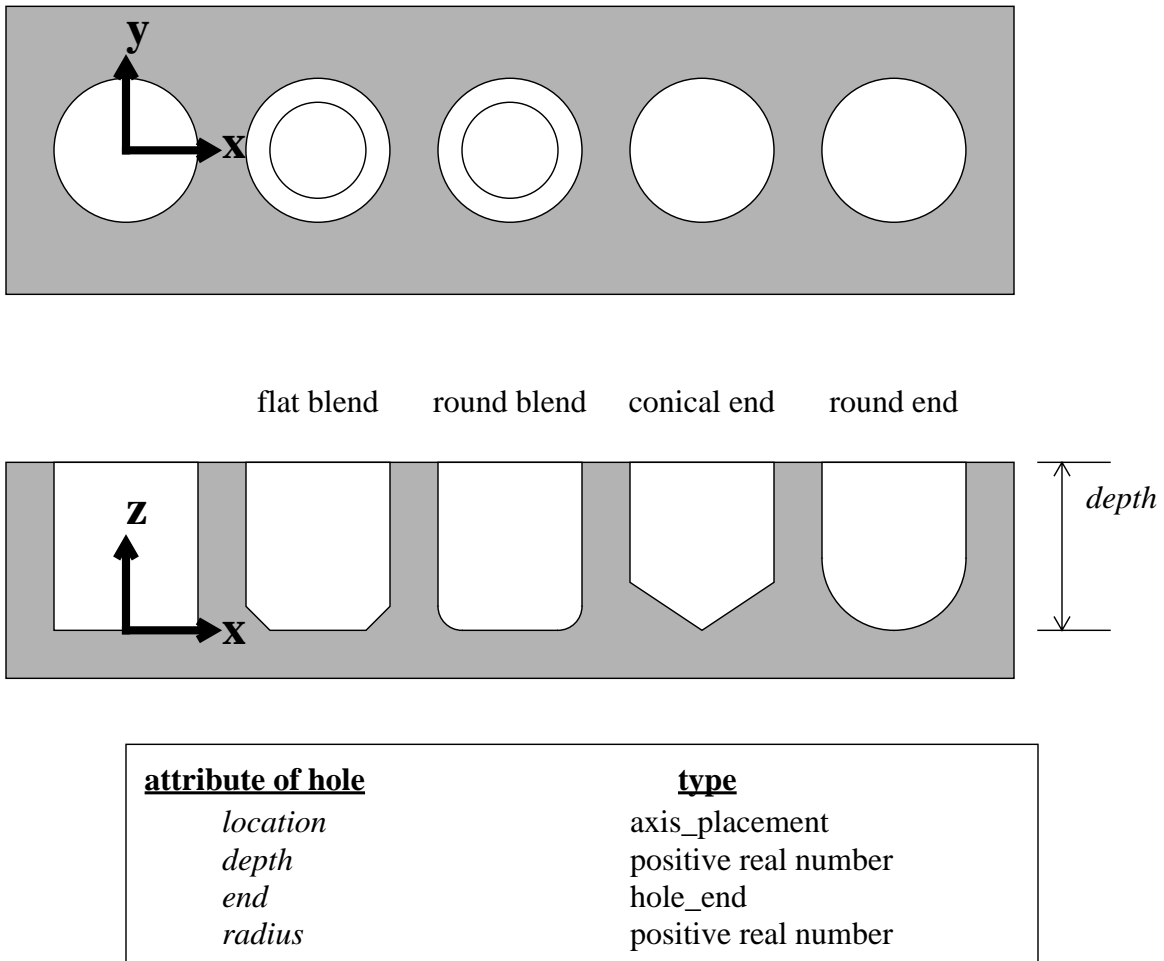 y
x
flat blend round blend conical end round end
z
depth
x
attribute of hole type
location axis_placement
depth positive real number
end hole_end
radius positive real number